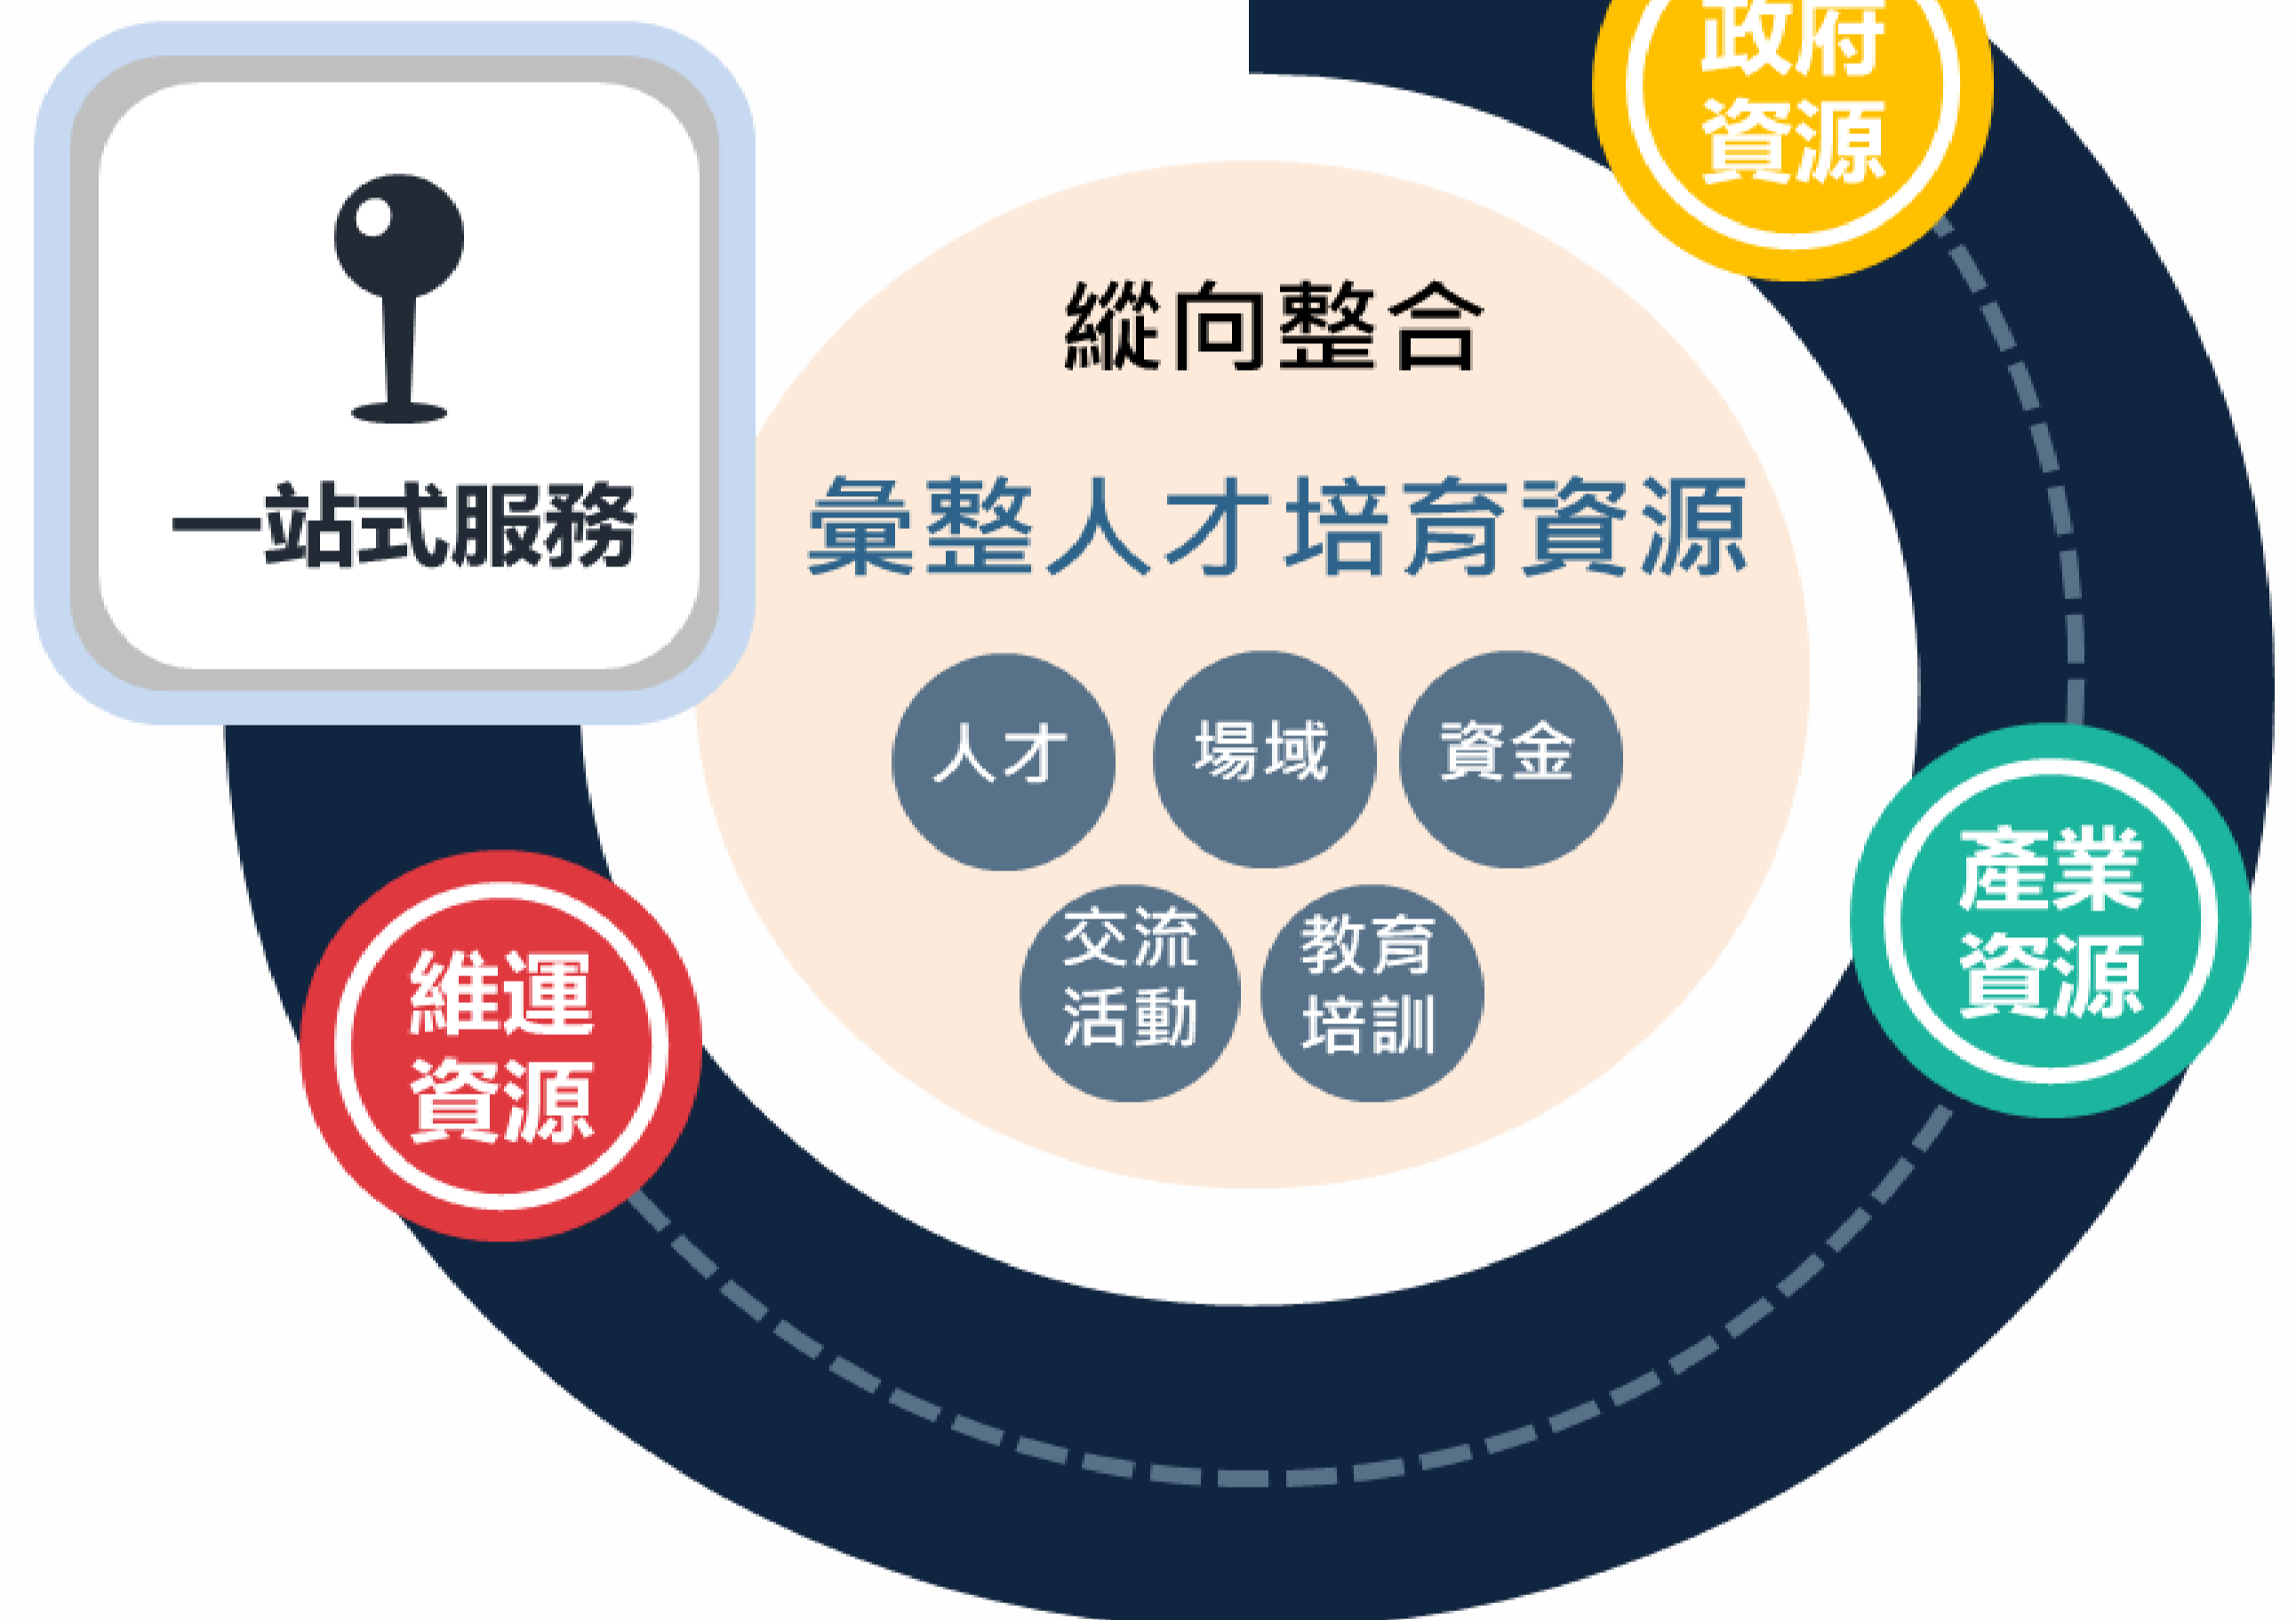 政府
資源
一站式服務
縱向整合
彙整人才培育資源
人才
場域
資金
交流
活動
教育
培訓
產業
資源
維運
資源